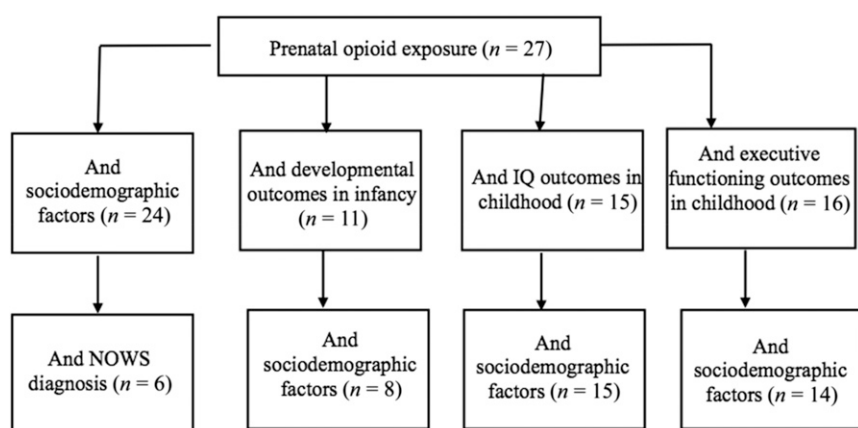 Prenatal opioid exposure (n = 27)
And
sociodemographic
factors (n = 24)
And developmental
outcomes in infancy
(n = 11)
And IQ outcomes in
childhood (n = 15)
And executive
functioning outcomes
in childhood (n = 16)
And NOWS
diagnosis (n = 6)
And
sociodemographic
factors (n = 8)
And
sociodemographic
factors (n = 15)
And
sociodemographic
factors (n = 14)